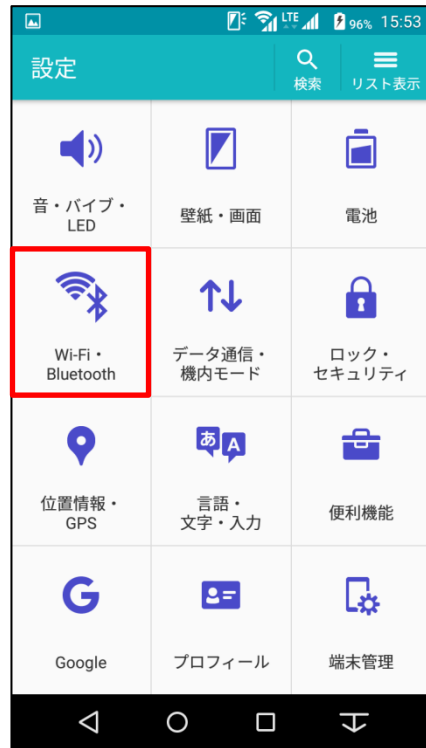 LTE 96% 15:53
設定
検索 リスト表示
音・バイブ・
LED
壁紙・画面
電池
Wi-Fi・
Bluetooth
データ通信・
機内モード
ロック・
セキュリティ
位置情報・
GPS
あ A
言語・
文字・入力
便利機能
G
Google
プロフィール
端末管理